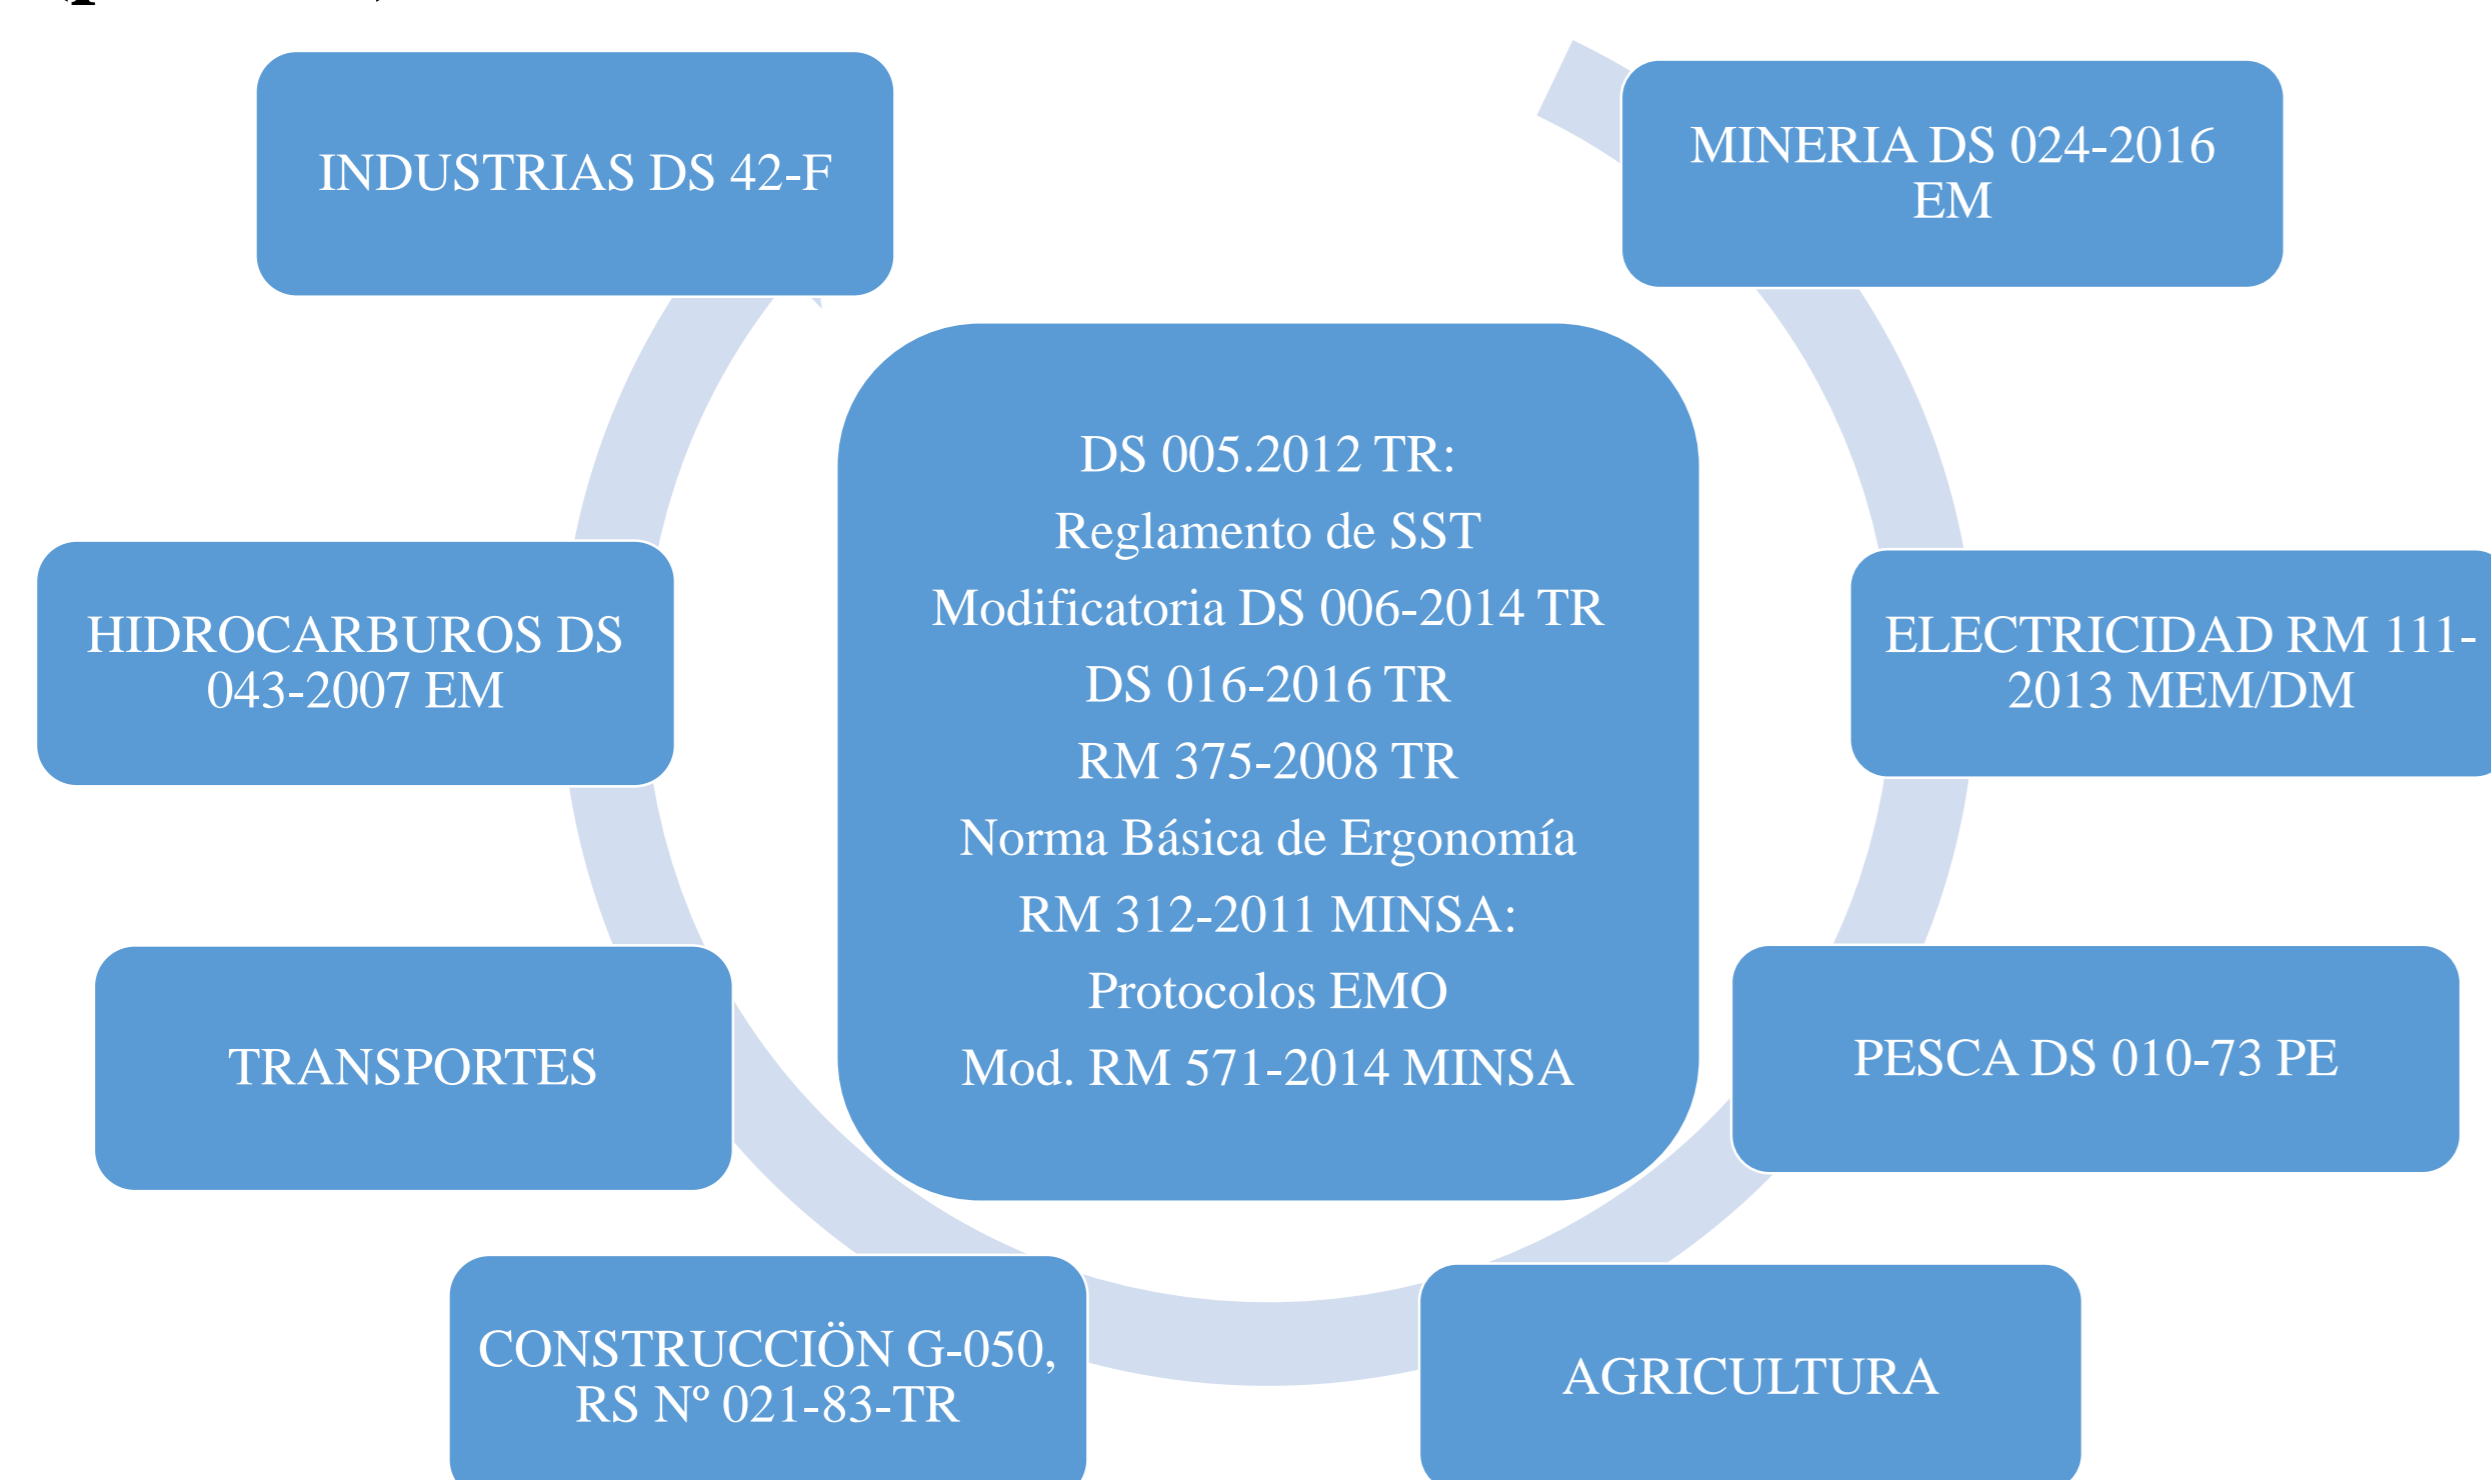 INDUSTRIAS DS 42-F
MINERIA DS 024-2016
EM
DS 005.2012 TR:
Reglamento de SST
Modificatoria DS 006-2014 TR
DS 016-2016 TR
RM 375-2008 TR
Norma Básica de Ergonomía
RM 312-2011 MINSA:
Protocolos EMO
Mod. RM 571-2014 MINSA
HIDROCARBUROS DS
043-2007 EM
ELECTRICIDAD RM 111-
2013 MEM/DM
TRANSPORTES
PESCA DS 010-73 PE
CONSTRUCCIÖN G-050,
RS Nº 021-83-TR
AGRICULTURA